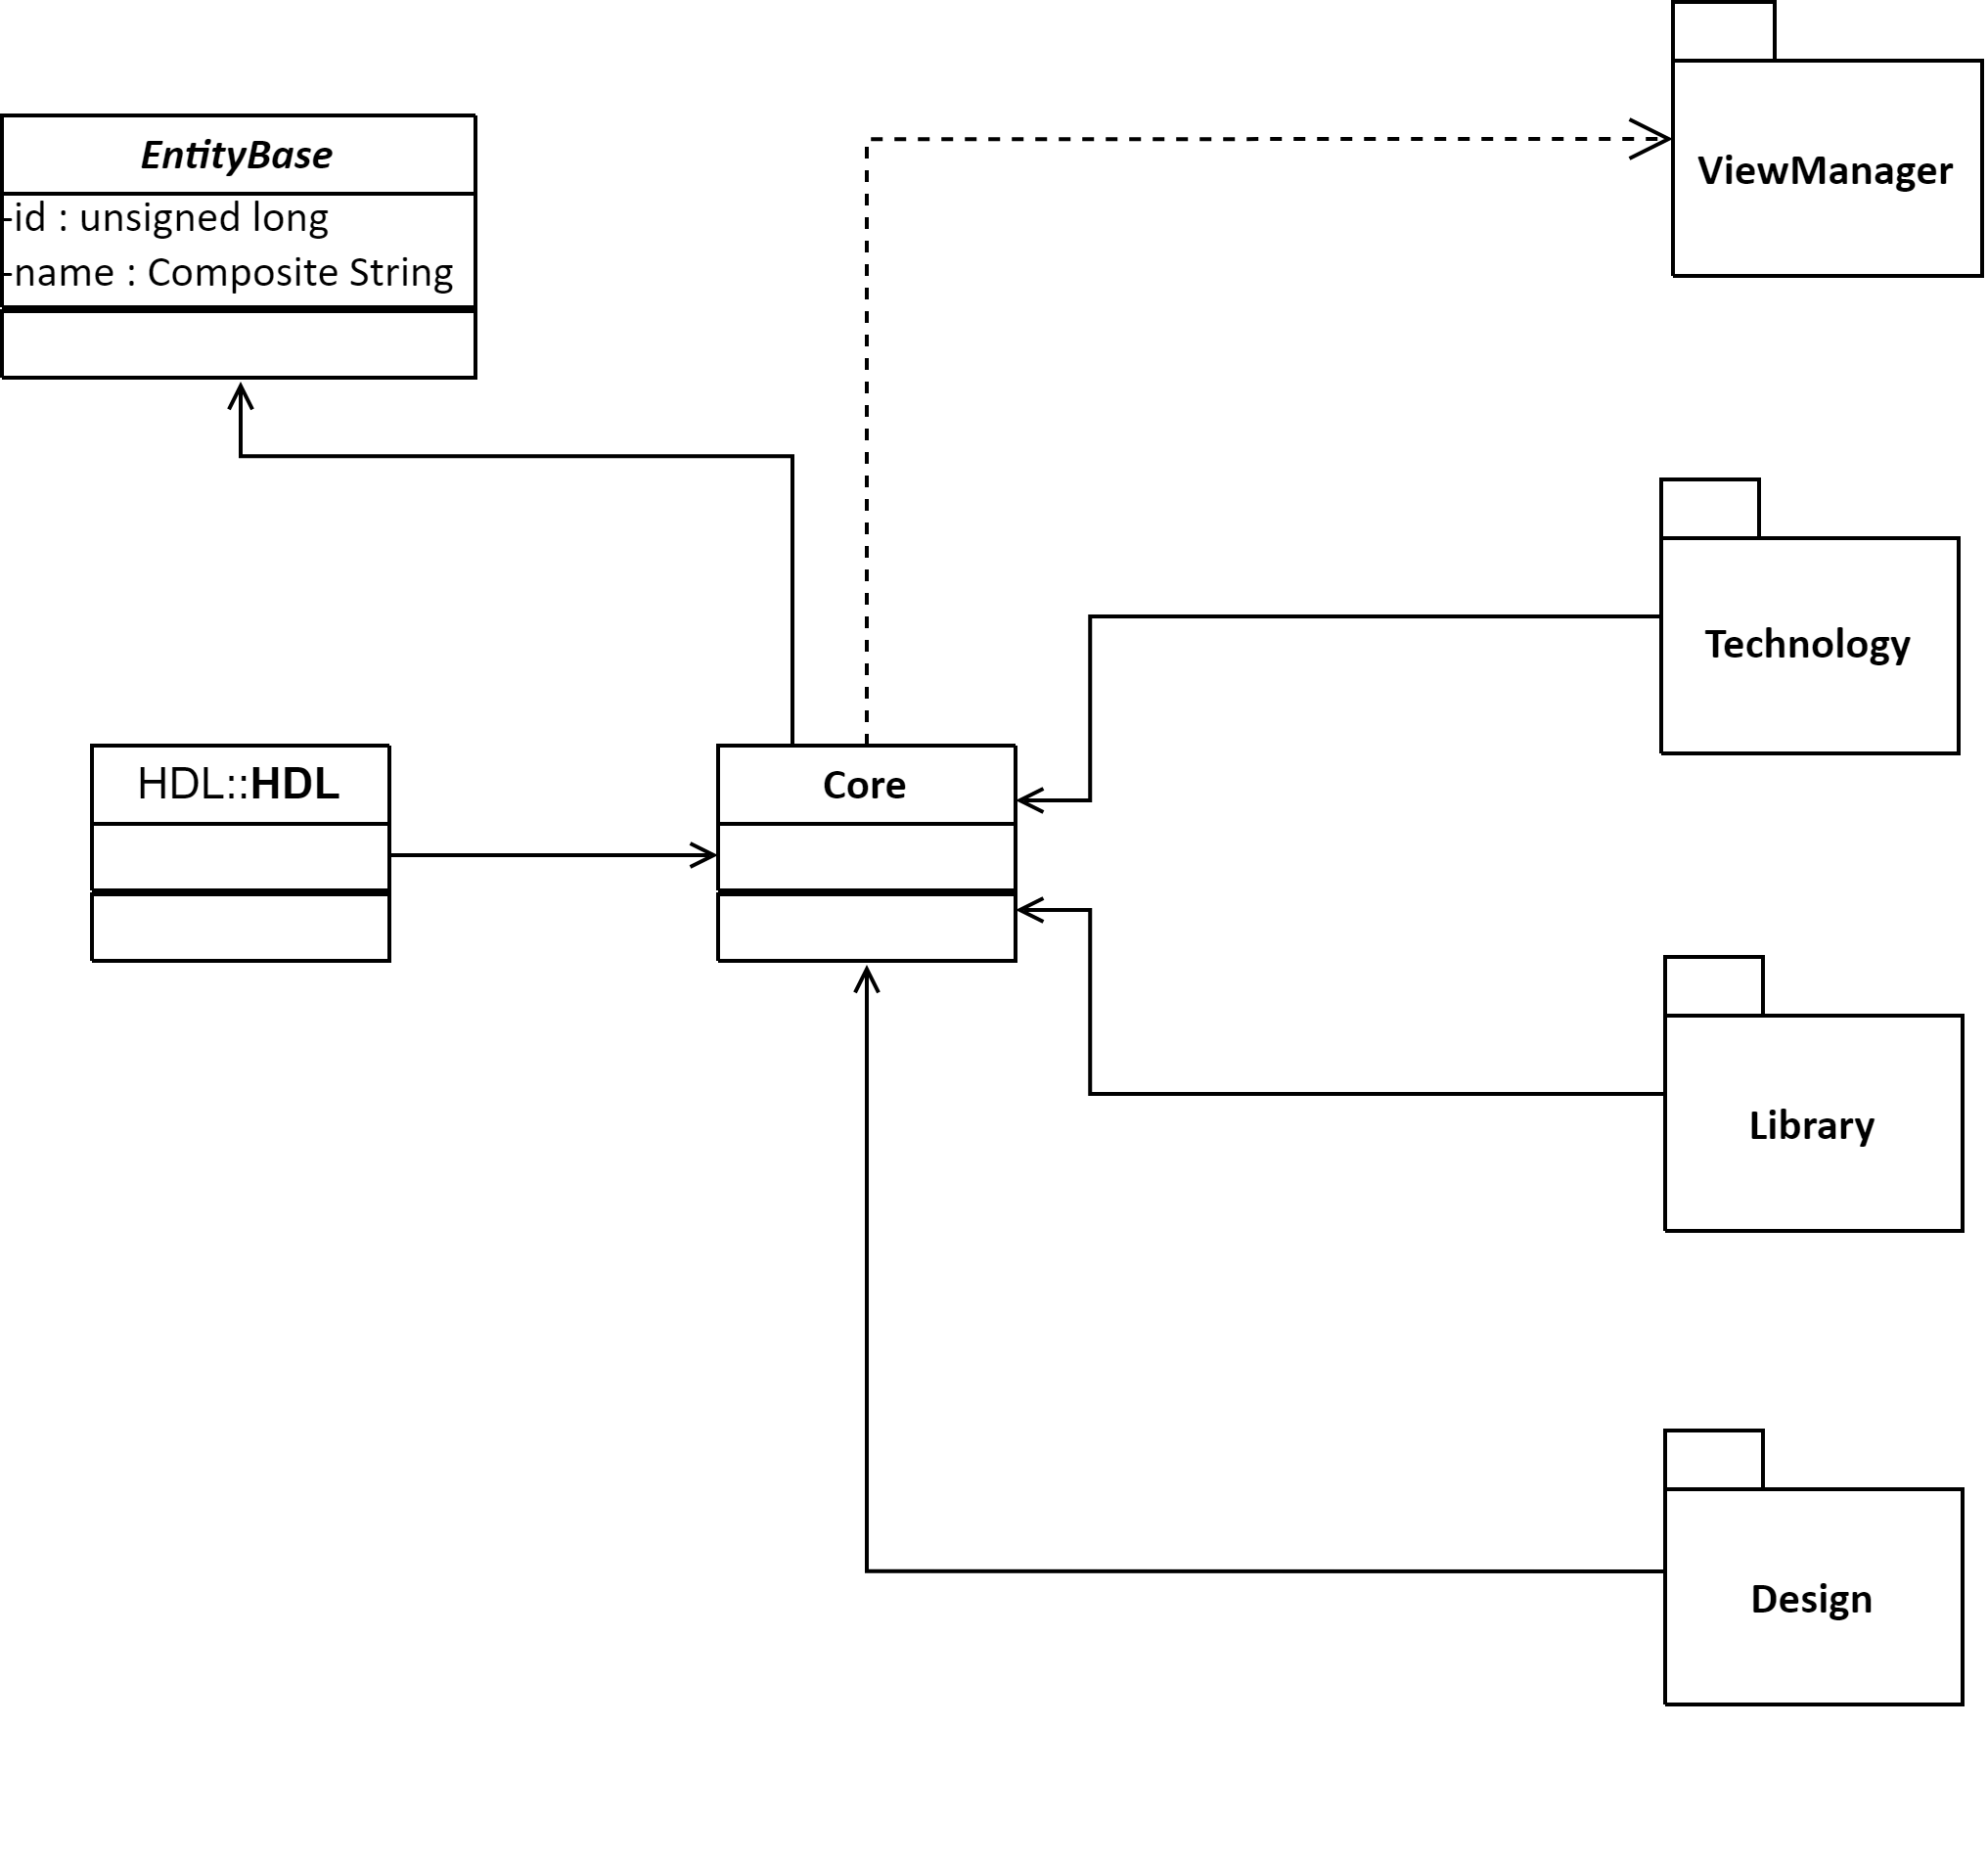 ViewManager
EntityBase
-id : unsigned long
-name : Composite String
Technology
HDL::HDL
Core
Library
Design